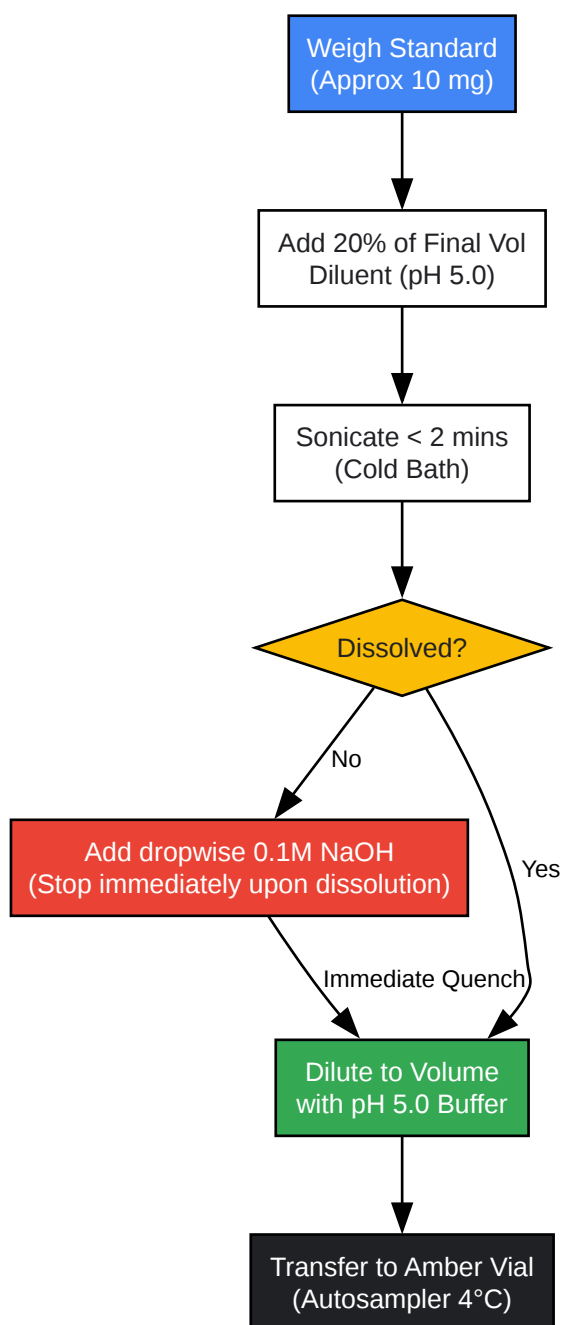 Weigh Standard
(Approx 10 mg)
Add 20% of Final Vol
Diluent (pH 5.0)
Sonicate < 2 mins
(Cold Bath)
Dissolved?
No
Add dropwise 0.1M NaOH
(Stop immediately upon dissolution)
Yes
Immediate Quench
Dilute to Volume
with pH 5.0 Buffer
Transfer to Amber Vial
(Autosampler 4°C)